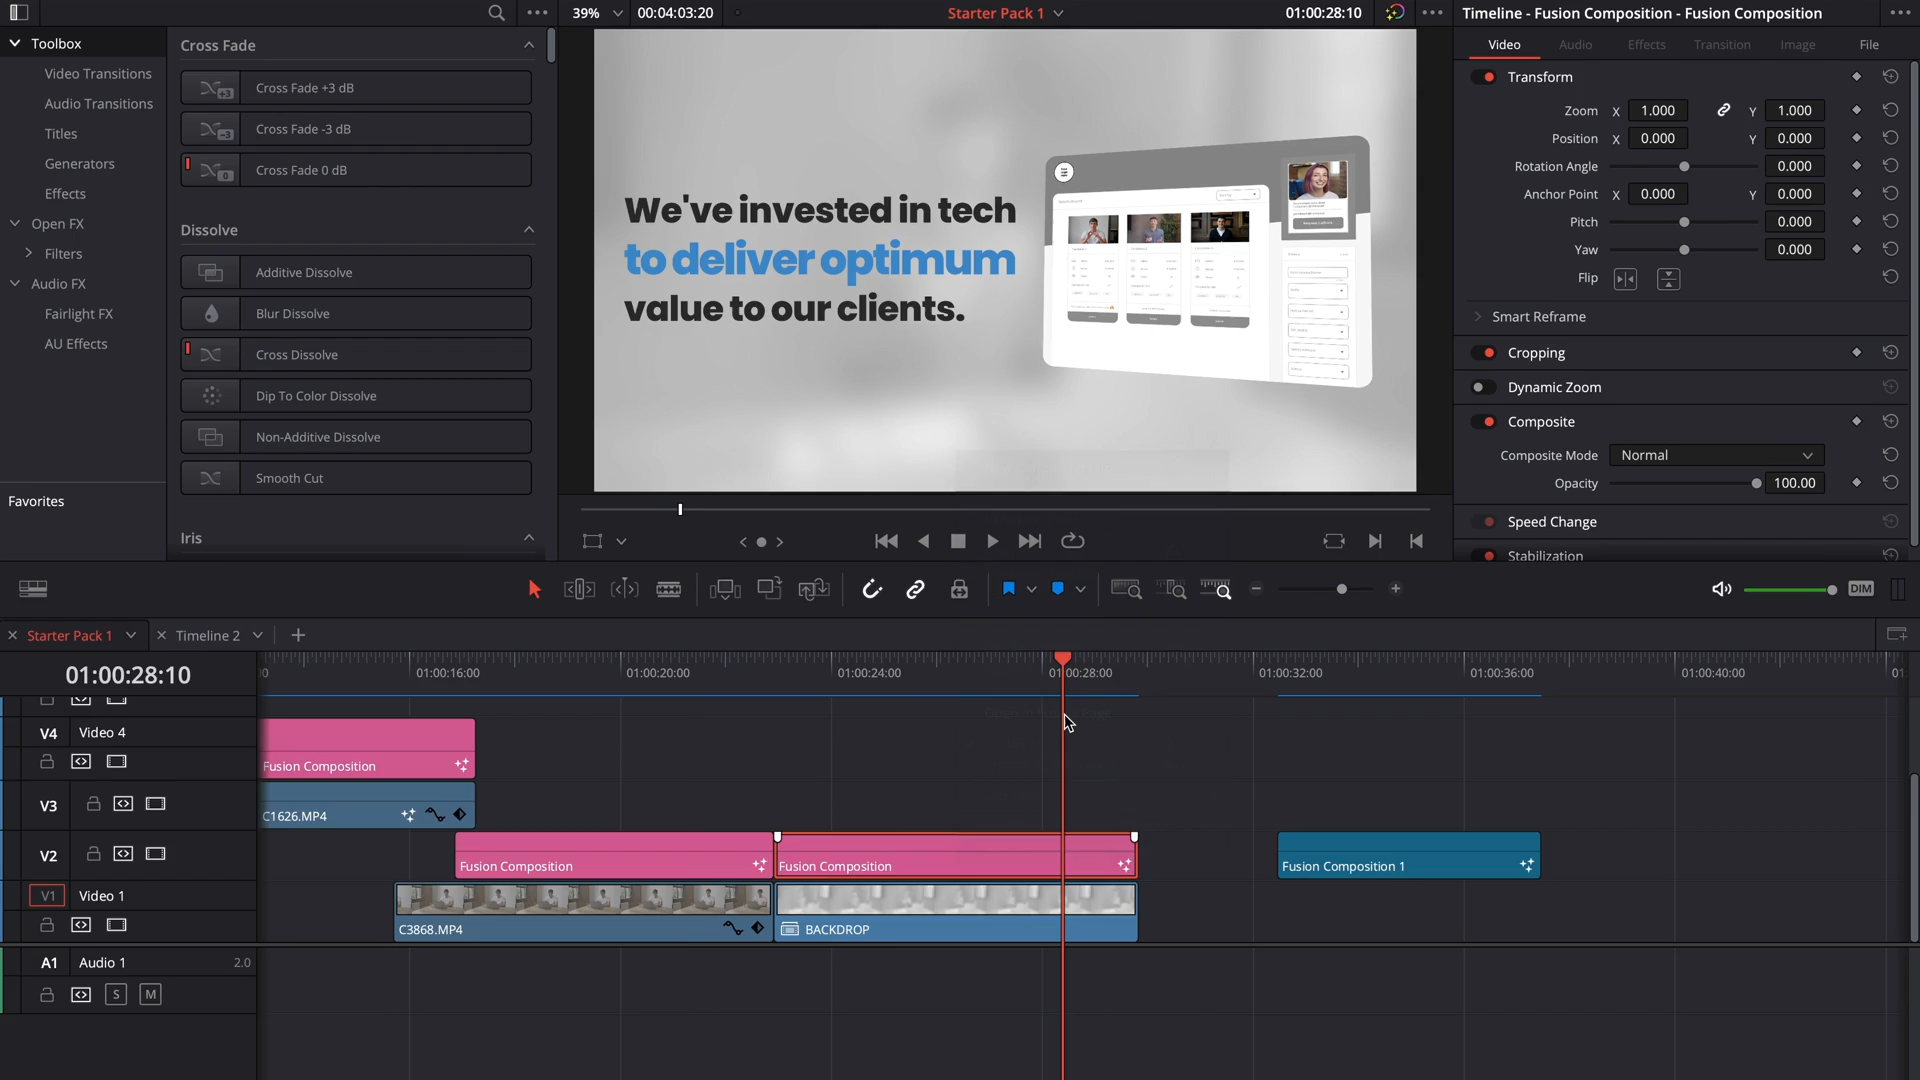 39%
00:04:03:20
Starter Pack 1
01:00:28:10
Timeline - Fusion Composition - Fusion Composition
Toolbox
Video Transitions
Audio Transitions
Titles
Generators
Effects
Open FX
Filters
Audio FX
Fairlight FX
AU Effects
Favorites
Cross Fade
+3
Cross Fade +3 dB
-3
Cross Fade -3 dB
0
Cross Fade 0 dB
Dissolve
Additive Dissolve
Blur Dissolve
Cross Dissolve
Dip To Color Dissolve
Non-Additive Dissolve
Smooth Cut
Iris
We've invested in tech
to deliver optimum
value to our clients.
Video Audio Effects Transition Image File
Transform
Zoom X 1.000 Y 1.000
Position X 0.000 Y 0.000
Rotation Angle 0.000
Anchor Point X 0.000 Y 0.000
Pitch 0.000
Yaw 0.000
Flip
Smart Reframe
Cropping
Dynamic Zoom
Composite
Composite Mode Normal
Opacity 100.00
Speed Change
Stabilization
DIM
Starter Pack 1
Timeline 2
01:00:28:10
01:00:16:00
01:00:20:00
01:00:24:00
01:00:28:00
01:00:32:00
01:00:36:00
01:00:40:00
V4 Video 4
Fusion Composition
V3
C1626.MP4
V2
Fusion Composition
Fusion Composition
Fusion Composition 1
V1 Video 1
C3868.MP4
BACKDROP
A1 Audio 1 2.0
S M